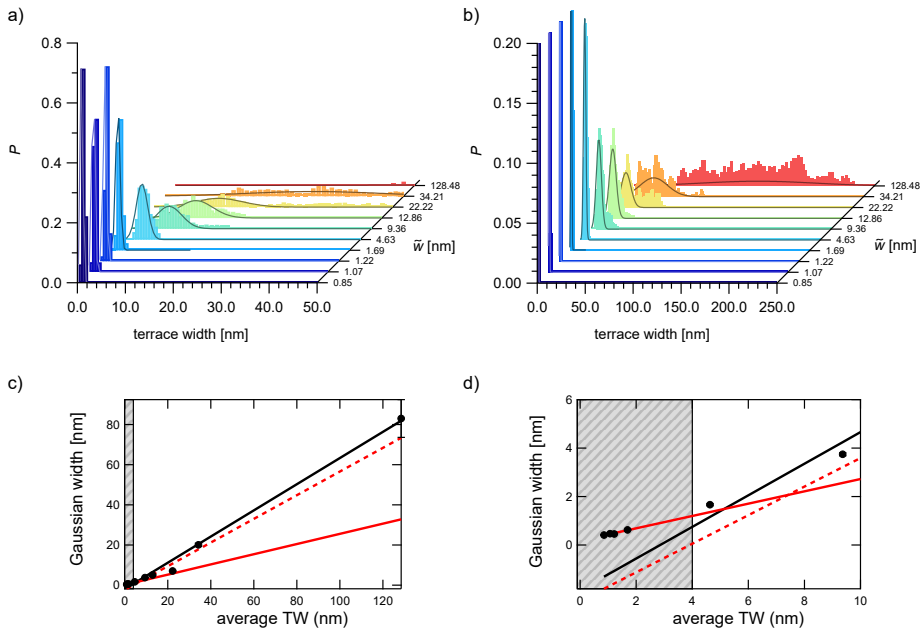 a)
0.8
0.6
0.4
0.2
0.0
P
0.0 10.0 20.0 30.0 40.0 50.0
terrace width [nm]
128.48
34.21
22.22
12.86
9.36
4.63
1.69
1.22
1.07
0.85
w̃ [nm]
b)
0.20
0.15
0.10
0.05
0.00
P
0.0 50.0 100.0 150.0 200.0 250.0
terrace width [nm]
128.48
34.21
22.22
12.86
9.36
4.63
1.69
1.22
1.07
0.85
w̃ [nm]
c)
Gaussian width [nm]
80
60
40
20
0
0 20 40 60 80 100 120
average TW (nm)
d)
Gaussian width [nm]
6
4
2
0
0 2 4 6 8 10
average TW (nm)